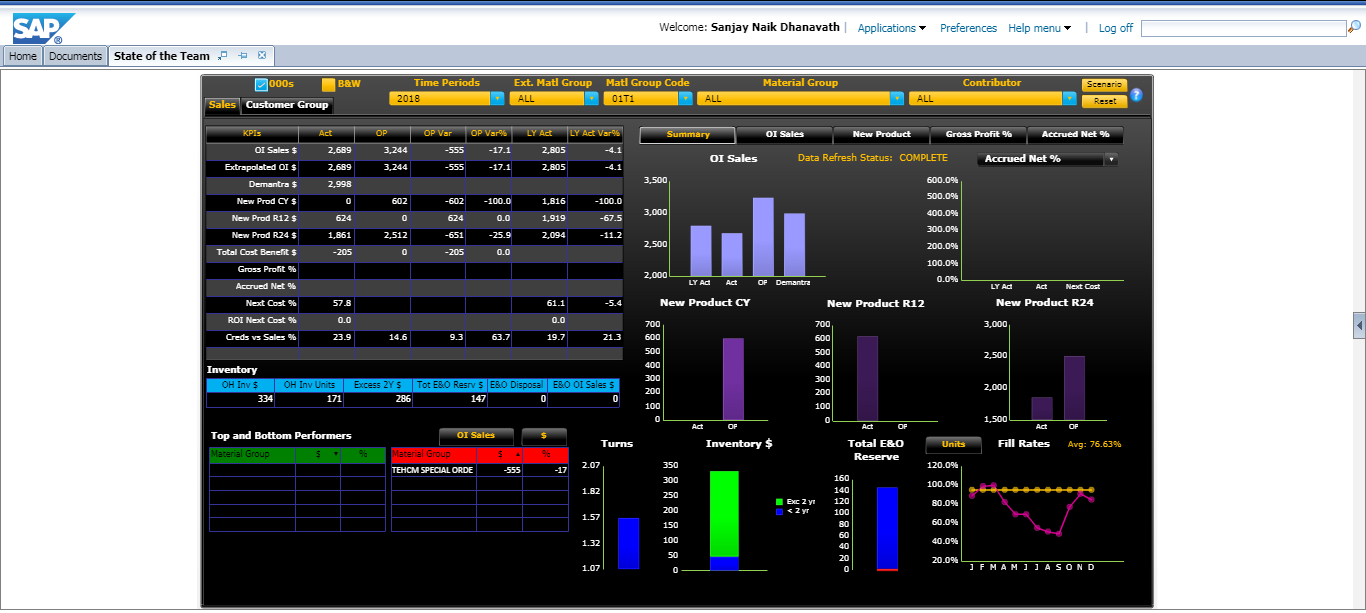 SAP ®
Welcome: Sanjay Naik Dhanavath | Applications Preferences Help menu | Log off
Home Documents State of the Team
000s B&W Time Periods Ext. Matl Group Matl Group Code Material Group Contributor Scenario
2018 ALL 01T1 ALL ALL Reset ?
Sales Customer Group
KPIs Act OP OP Var OP Var% LY Act LY Act Var%
OI Sales $ 2,689 3,244 -555 -17.1 2,805 -4.1
Extrapolated OI $ 2,689 3,244 -555 -17.1 2,805 -4.1
Demantra $ 2,998
New Prod CY $ 0 602 -602 -100.0 1,816 -100.0
New Prod R12 $ 624 0 624 0.0 1,919 -67.5
New Prod R24 $ 1,861 2,512 -651 -25.9 2,094 -11.2
Total Cost Benefit $ -205 0 -205 0.0
Gross Profit %
Accrued Net %
Next Cost % 57.8 61.1 -5.4
ROI Next Cost % 0.0 0.0
Creds vs Sales % 23.9 14.6 9.3 63.7 19.7 21.3
Summary OI Sales New Product Gross Profit % Accrued Net %
OI Sales Data Refresh Status: COMPLETE Accrued Net %
3,500
3,000
2,500
2,000
LY Act Act OP Demantra
600.0%
500.0%
400.0%
300.0%
200.0%
100.0%
0.0%
LY Act Act Next Cost
New Product CY
700
600
500
400
300
200
100
0
Act OP
New Product R12
700
600
500
400
300
200
100
0
Act OP
New Product R24
3,000
2,500
2,000
1,500
Act OP
Inventory
OH Inv $ OH Inv Units Excess 2Y $ Tot E&O Resrv $ E&O Disposal E&O OI Sales $
334 171 286 147 0 0
Top and Bottom Performers OI Sales $
Material Group $ % Material Group $ %
TEHCM SPECIAL ORDE -555 -17
Turns
2.07
1.82
1.57
1.32
1.07
Inventory $
350
300
250
200
150
100
50
0
Exc 2 yr
< 2 yr
Total E&O
Reserve
160
140
120
100
80
60
40
20
0
Units Fill Rates Avg: 76.63%
120.0%
100.0%
80.0%
60.0%
40.0%
20.0%
J F M A M J J A S O N D